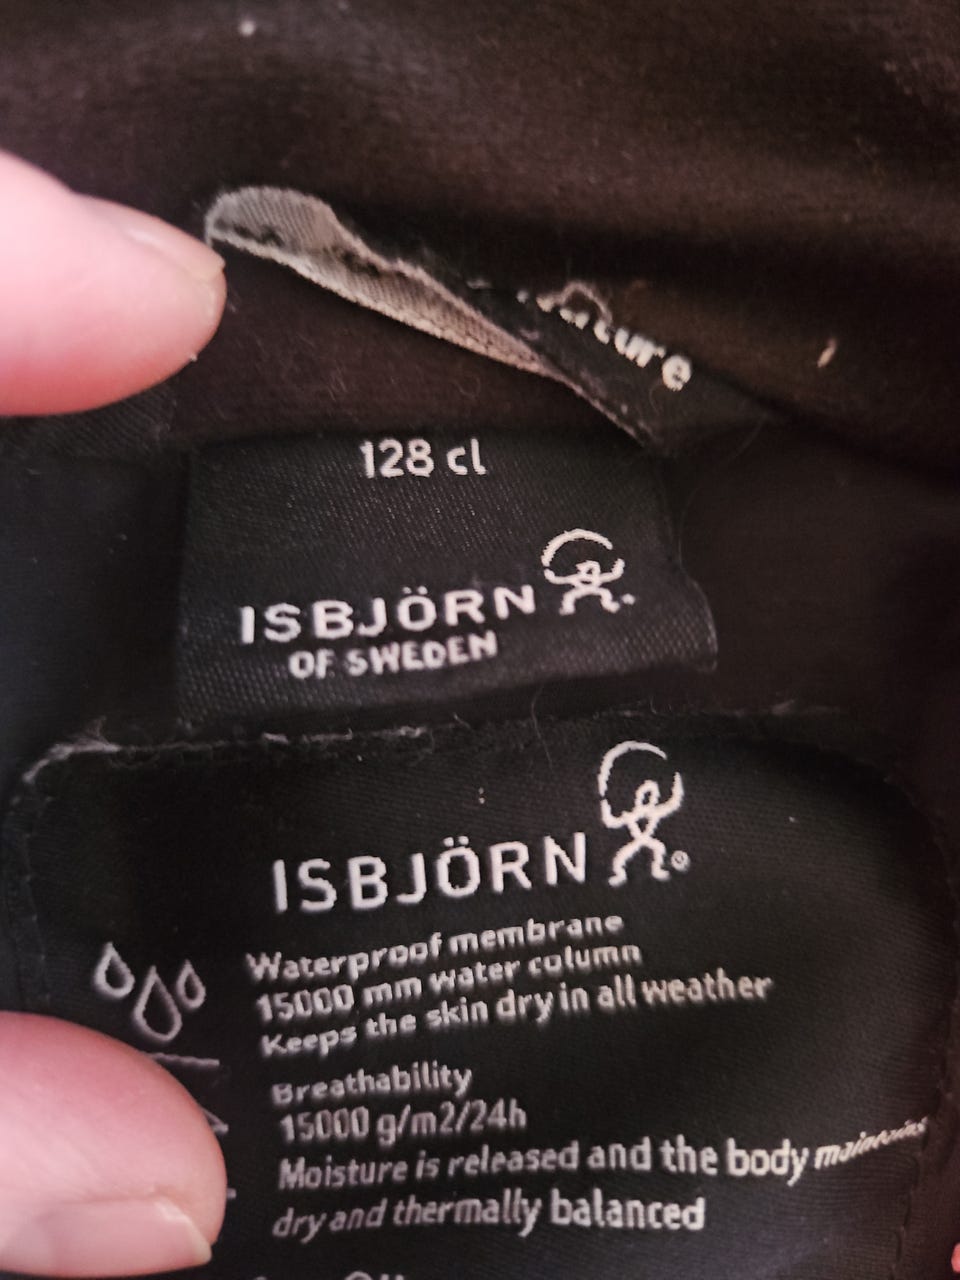 128 cl
ISBJÖRN
OF SWEDEN
ISBJÖRN ®
Waterproof membrane
15000 mm water column
Keeps the skin dry in all weather
Breathability
15000 g/m2/24h
Moisture is released and the body maintains
dry and thermally balanced